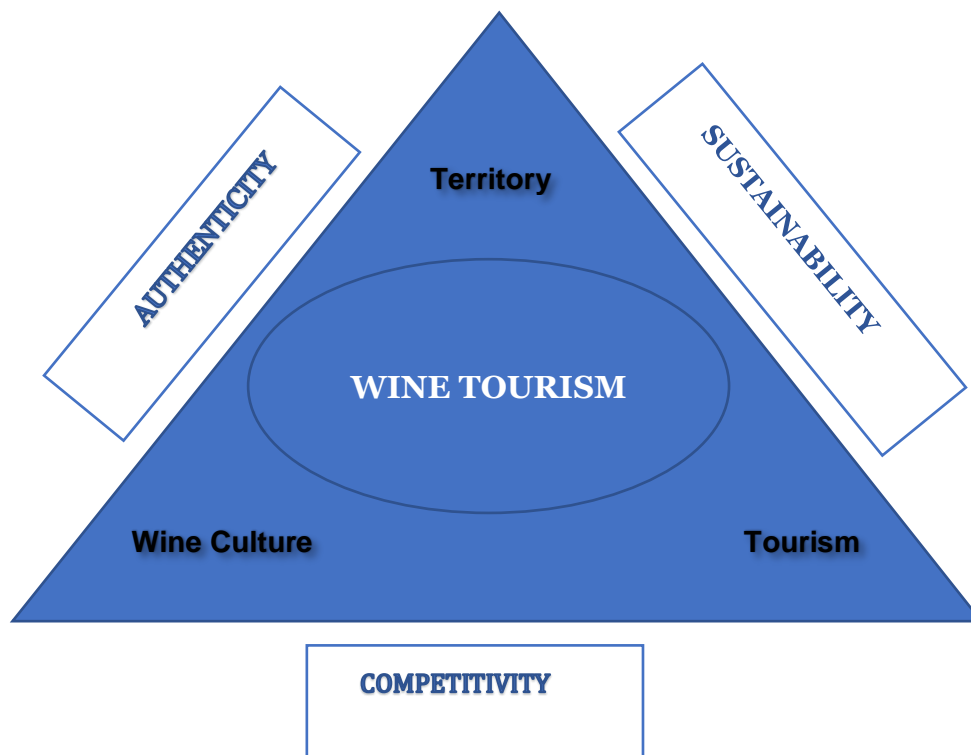 AUTHENTICITY
SUSTAINABILITY
Territory
WINE TOURISM
Wine Culture
Tourism
COMPETITIVITY